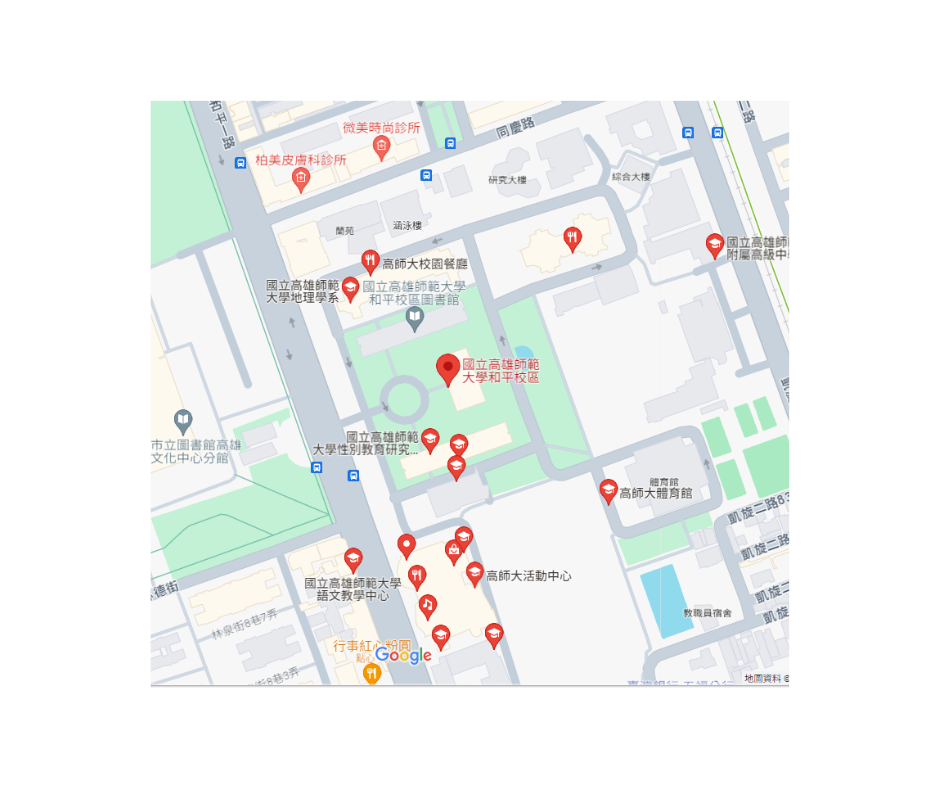 微美時尚診所
同慶路
柏美皮膚科診所
研究大樓
綜合大樓
蘭苑
涵泳樓
高師大校園餐廳
國立高雄師範
大學地理學系
國立高雄師範大學
和平校區圖書館
國立高雄師
附屬高級中
國立高雄師範
大學和平校區
國立高雄師範
大學性別教育研究...
市立圖書館高雄
文化中心分館
體育館
高師大體育館
凱旋二路83
凱旋二路
凱旋二路
凱旋二路
高師大活動中心
國立高雄師範大學
語文教學中心
德街
教職員宿舍
林泉街8巷7弄
行事紅心粉圓
點心
Google
街8巷3弄
地圖資料 ©